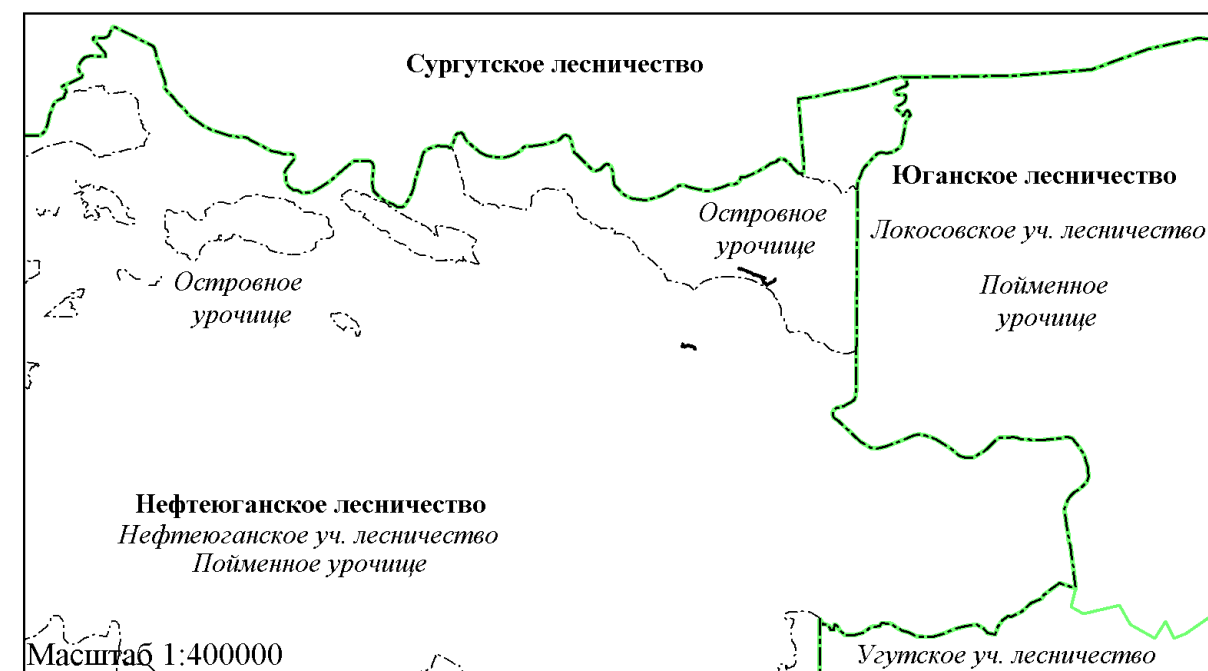 Сургутское лесничество
Юганское лесничество
Островное
урочище
Локосовское уч. лесничество
Островное
урочище
Пойменное
урочище
Нефтеюганское лесничество
Нефтеюганское уч. лесничество
Пойменное урочище
Масштаб 1:400000
Угутское уч. лесничество